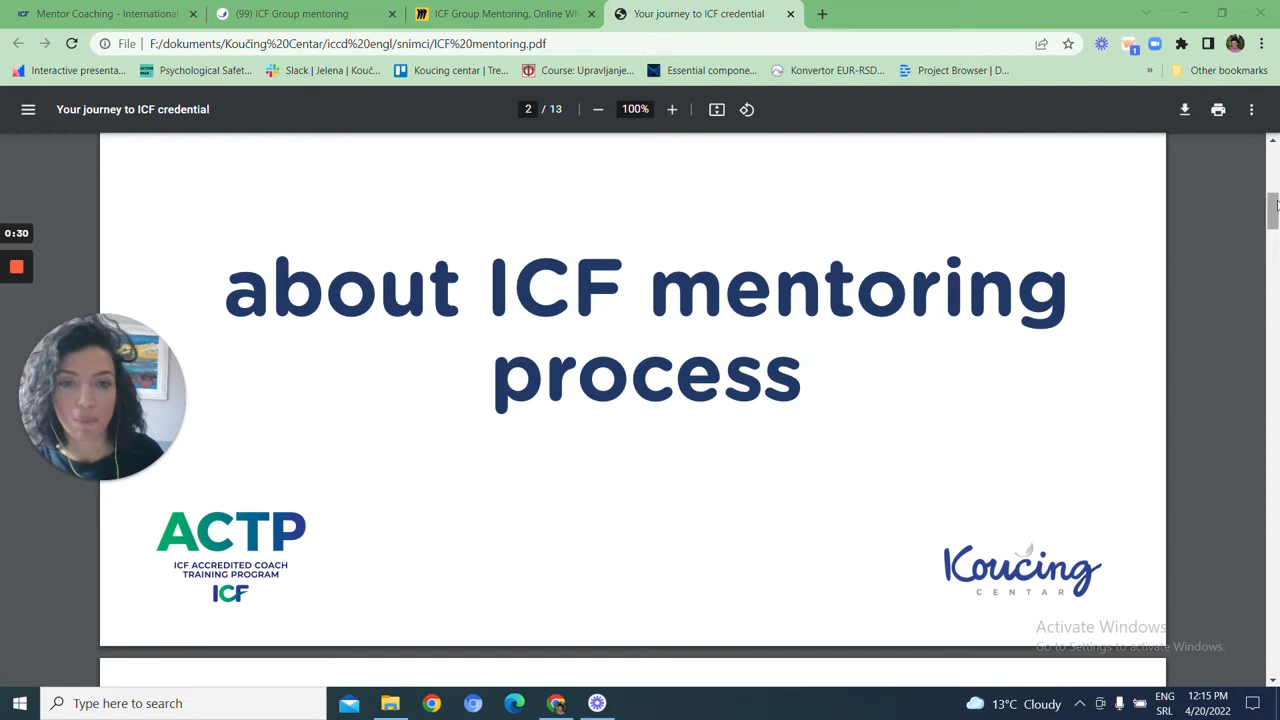 Mentor Coaching - International
(99) ICF Group mentoring
ICF Group Mentoring, Online Wh
Your journey to ICF credential
File
F:/dokuments/Koučing%20Centar/iccd%20engl/snimci/ICF%20mentoring.pdf
1
Interactive presenta...
Psychological Safet...
Slack | Jelena | Kouč...
Koucing centar | Tre...
Course: Upravljanje...
Essential compone...
Konvertor EUR-RSD...
Project Browser | D...
»
Other bookmarks
Your journey to ICF credential
2 / 13
100%
0:30
about ICF mentoring
process
ACTP
ICF ACCREDITED COACH
TRAINING PROGRAM
ICF
Koučing
CENTAR
Activate Windows
Go to Settings to activate Windows.
Type here to search
13°C Cloudy
ENG
SRL
12:15 PM
4/20/2022